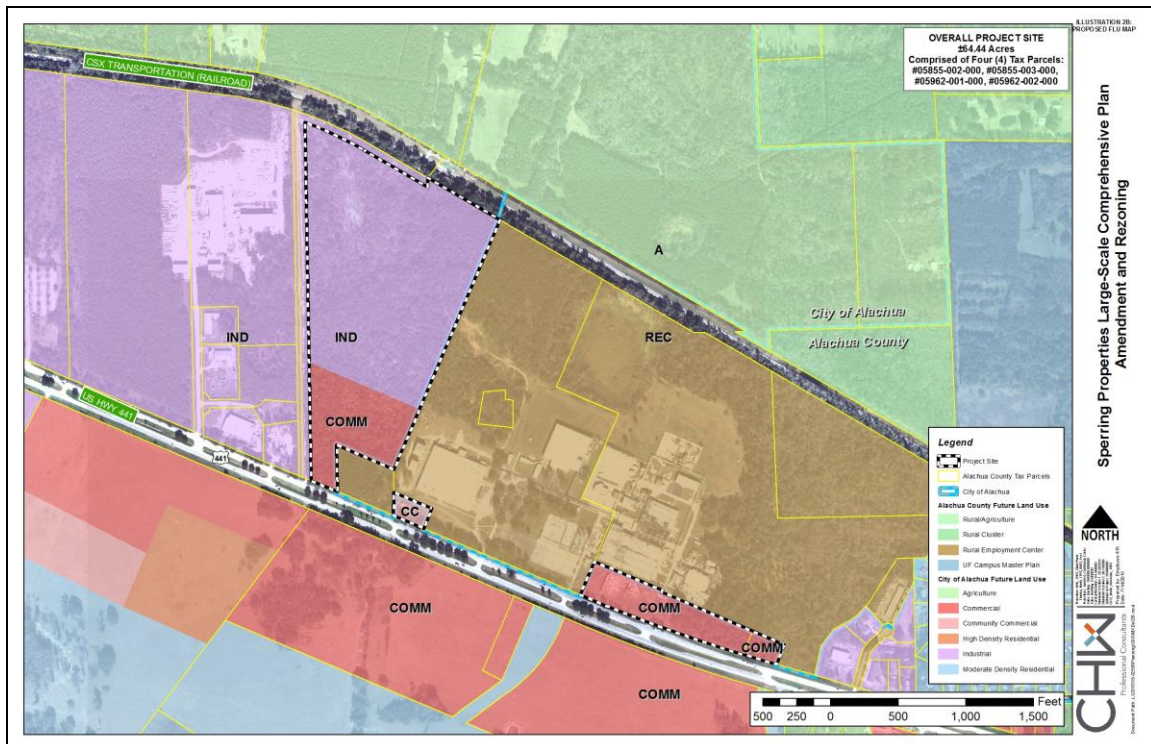 ILLUSTRATION 2B:
PROPOSED FLU MAP
OVERALL PROJECT SITE
±64.44 Acres
Comprised of Four (4) Tax Parcels:
#05855-002-000, #05855-003-000,
#05962-001-000, #05962-002-000
CSX TRANSPORTATION (RAILROAD)
Sperring Properties Large-Scale Comprehensive Plan
Amendment and Rezoning
A
City of Alachua
Alachua County
IND
IND
REC
US HWY 441
441
COMM
CC
COMM
COMM
COMM
COMM
Legend
Project Site
Alachua County Tax Parcels
City of Alachua
Alachua County Future Land Use
Rural/Agriculture
Rural Cluster
Rural Employment Center
UF Campus Master Plan
City of Alachua Future Land Use
Agriculture
Commercial
Community Commercial
High Density Residential
Industrial
Moderate Density Residential
NORTH
CHW
Professional Consultants
Feet
500 250 0 500 1,000 1,500